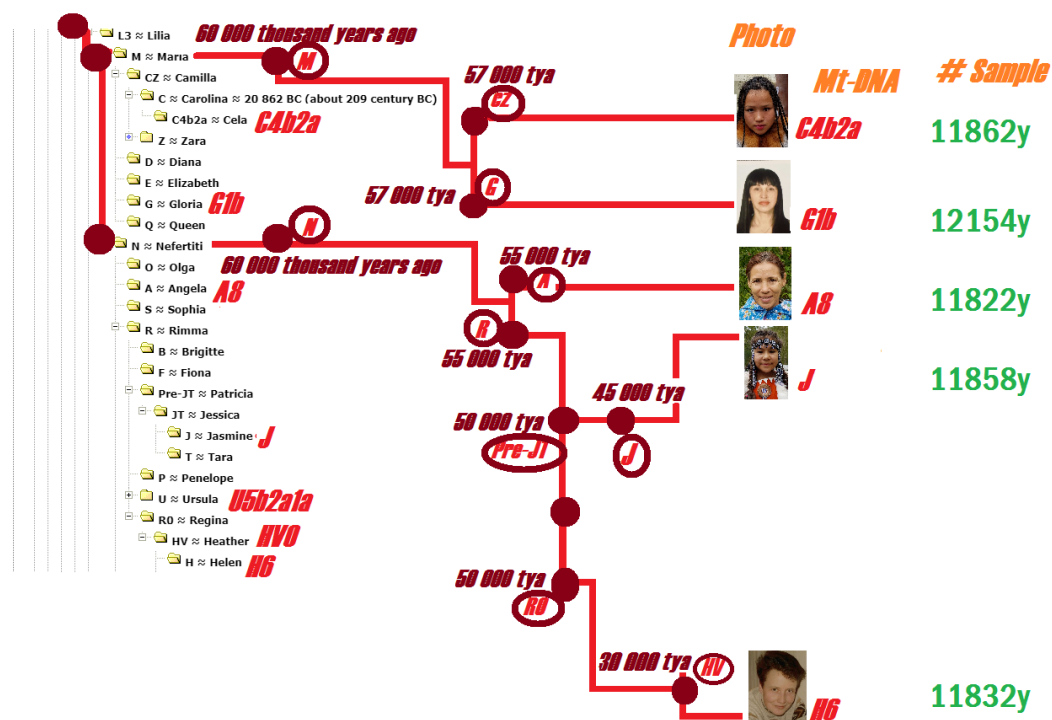 L3 ≈ Lilia
M ≈ Maria
CZ ≈ Camilla
C ≈ Carolina ≈ 20 862 BC (about 209 century BC)
C4b2a ≈ Cela C4b2a
Z ≈ Zara
D ≈ Diana
E ≈ Elizabeth
G ≈ Gloria G1b
Q ≈ Queen
N ≈ Nefertiti
O ≈ Olga
A ≈ Angela A8
S ≈ Sophia
R ≈ Rimma
B ≈ Brigitte
F ≈ Fiona
Pre-JT ≈ Patricia
JT ≈ Jessica
J ≈ Jasmine J
T ≈ Tara
P ≈ Penelope
U ≈ Ursula U5b2a1a
R0 ≈ Regina
HV ≈ Heather HV0
H ≈ Helen H6
60 000 thousand years ago
M
57 000 tya
CZ
57 000 tya
G
N
60 000 thousand years ago
55 000 tya
A
R
55 000 tya
45 000 tya
50 000 tya
Pre-JT
J
50 000 tya
R0
30 000 tya
HV
Photo
Mt-DNA
# Sample
C4b2a
11862y
G1b
12154y
A8
11822y
J
11858y
H6
11832y